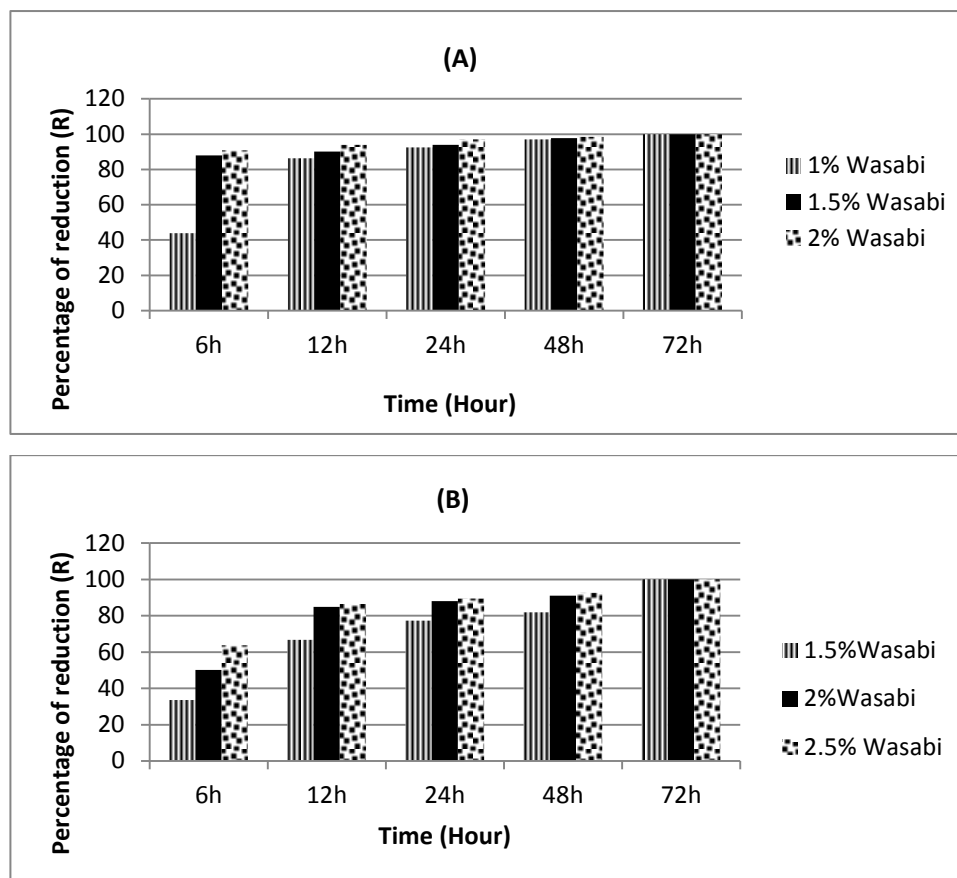 (A)
Percentage of reduction (R)
120
100
80
60
40
20
0
6h 12h 24h 48h 72h
Time (Hour)
1% Wasabi
1.5% Wasabi
2% Wasabi
(B)
Percentage of reduction (R)
120
100
80
60
40
20
0
6h 12h 24h 48h 72h
Time (Hour)
1.5%Wasabi
2%Wasabi
2.5% Wasabi